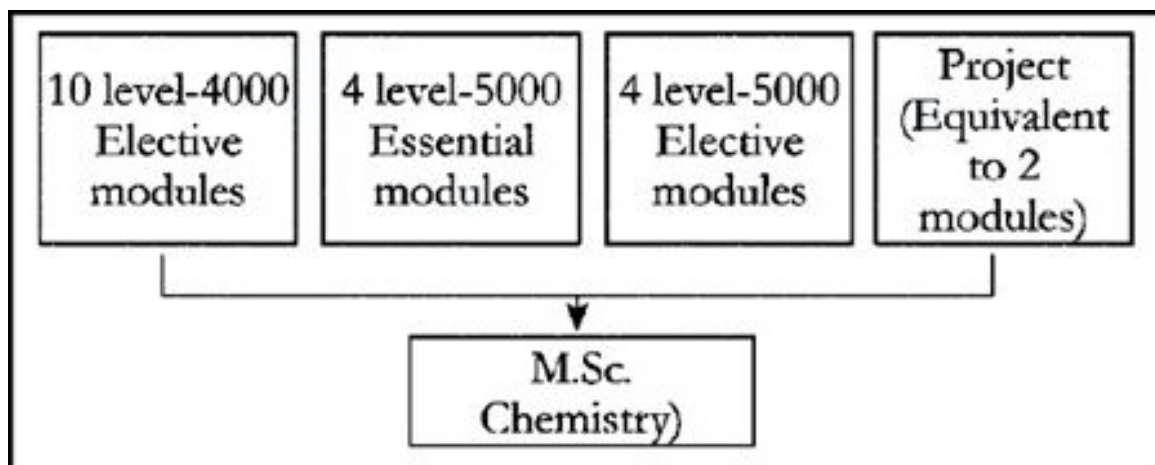 10 level-4000
Elective
modules
4 level-5000
Essential
modules
4 level-5000
Elective
modules
Project
(Equivalent
to 2
modules)
M.Sc.
Chemistry)